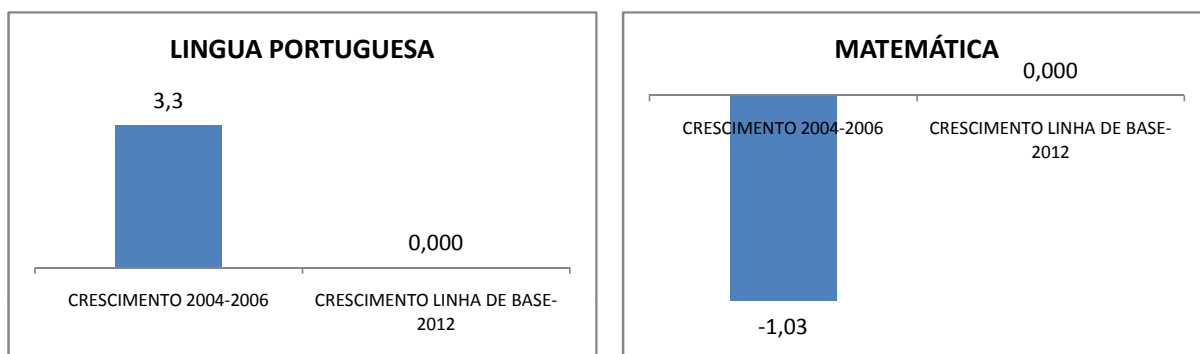 LINGUA PORTUGUESA
3,3
0,000
CRESCIMENTO 2004-2006
CRESCIMENTO LINHA DE BASE-
2012
MATEMÁTICA
0,000
CRESCIMENTO 2004-2006
CRESCIMENTO LINHA DE BASE-
2012
-1,03